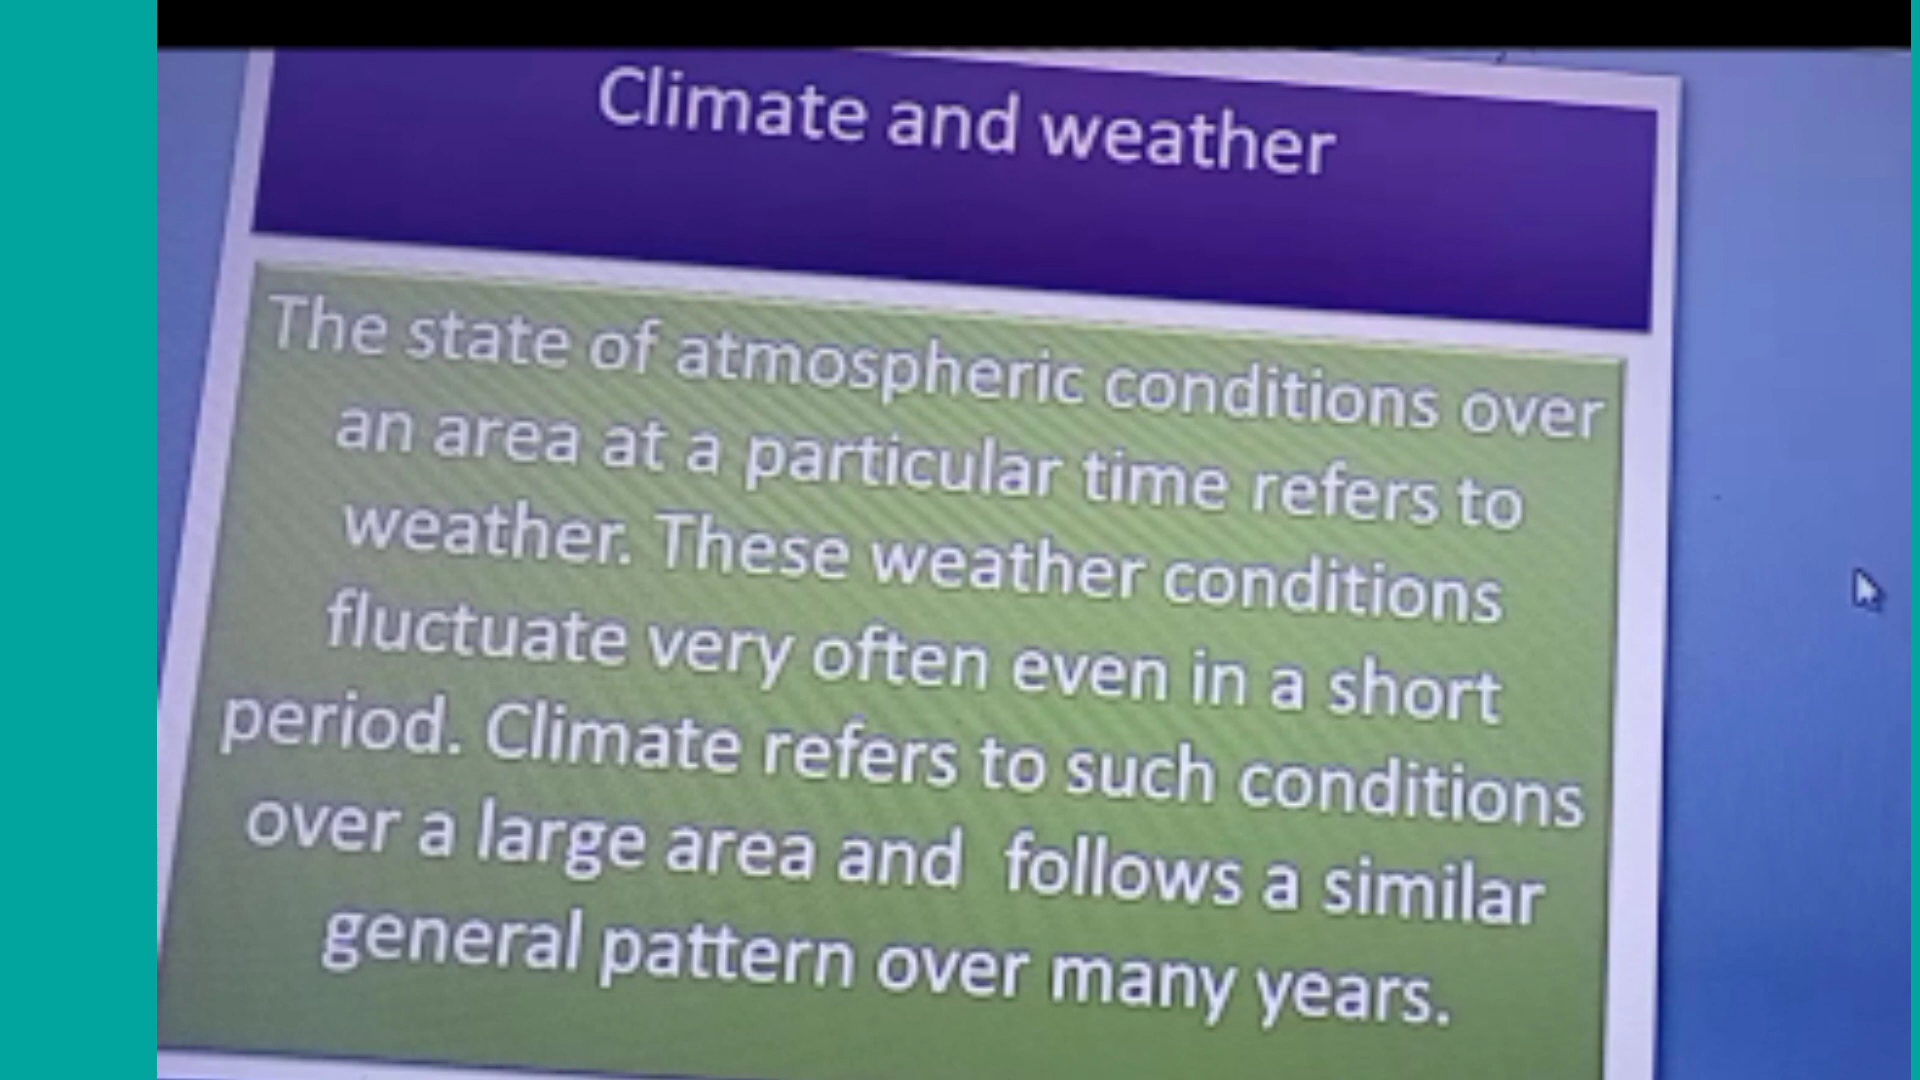 Climate and weather
The state of atmospheric conditions over
an area at a particular time refers to
weather. These weather conditions
fluctuate very often even in a short
period. Climate refers to such conditions
over a large area and follows a similar
general pattern over many years.